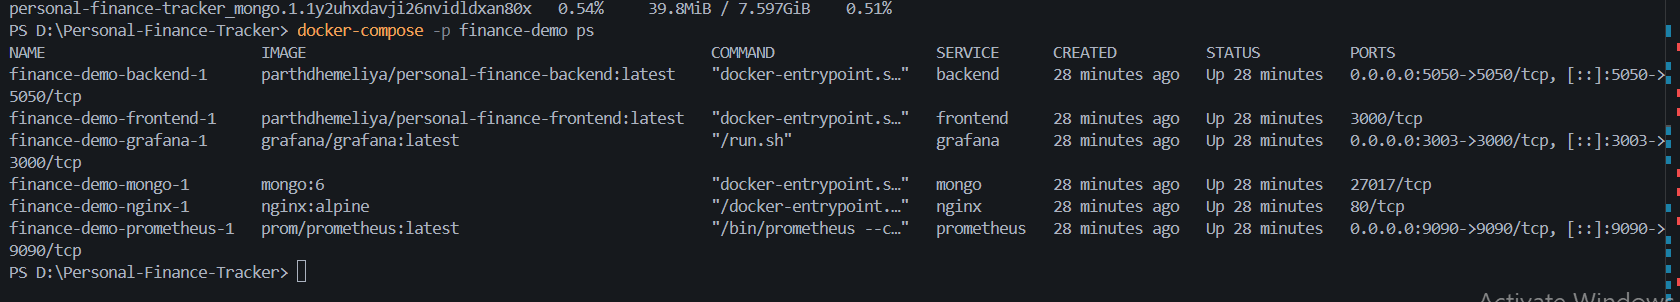 personal-finance-tracker_mongo.1.1y2uhxdavji26nvidldxan80x   0.54%     39.8MiB / 7.597GiB   0.51%
PS D:\Personal-Finance-Tracker> docker-compose -p finance-demo ps
NAME                        IMAGE                                         COMMAND                  SERVICE      CREATED          STATUS          PORTS
finance-demo-backend-1      parthdhemeliya/personal-finance-backend:latest    "docker-entrypoint.s…"   backend      28 minutes ago   Up 28 minutes   0.0.0.0:5050->5050/tcp, [::]:5050->
5050/tcp
finance-demo-frontend-1     parthdhemeliya/personal-finance-frontend:latest   "docker-entrypoint.s…"   frontend     28 minutes ago   Up 28 minutes   3000/tcp
finance-demo-grafana-1      grafana/grafana:latest                        "/run.sh"                grafana      28 minutes ago   Up 28 minutes   0.0.0.0:3003->3000/tcp, [::]:3003->
3000/tcp
finance-demo-mongo-1        mongo:6                                       "docker-entrypoint.s…"   mongo        28 minutes ago   Up 28 minutes   27017/tcp
finance-demo-nginx-1        nginx:alpine                                  "/docker-entrypoint.…"   nginx        28 minutes ago   Up 28 minutes   80/tcp
finance-demo-prometheus-1   prom/prometheus:latest                        "/bin/prometheus --c…"   prometheus   28 minutes ago   Up 28 minutes   0.0.0.0:9090->9090/tcp, [::]:9090->
9090/tcp
PS D:\Personal-Finance-Tracker>
Activate Windows